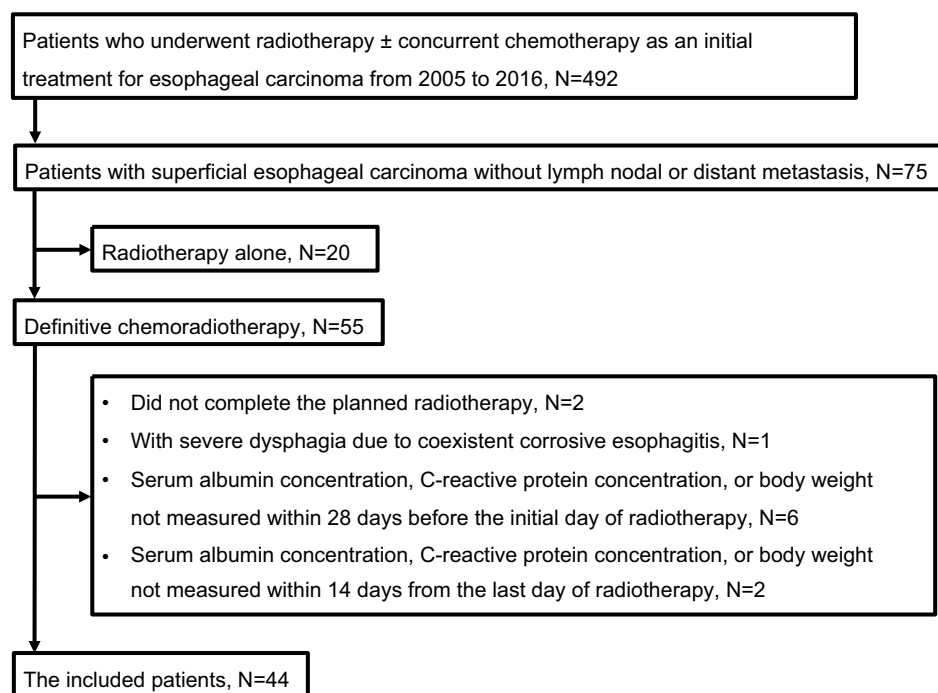 Patients who underwent radiotherapy ± concurrent chemotherapy as an initial
treatment for esophageal carcinoma from 2005 to 2016, N=492
Patients with superficial esophageal carcinoma without lymph nodal or distant metastasis, N=75
Radiotherapy alone, N=20
Definitive chemoradiotherapy, N=55
• Did not complete the planned radiotherapy, N=2
• With severe dysphagia due to coexistent corrosive esophagitis, N=1
• Serum albumin concentration, C-reactive protein concentration, or body weight
not measured within 28 days before the initial day of radiotherapy, N=6
• Serum albumin concentration, C-reactive protein concentration, or body weight
not measured within 14 days from the last day of radiotherapy, N=2
The included patients, N=44